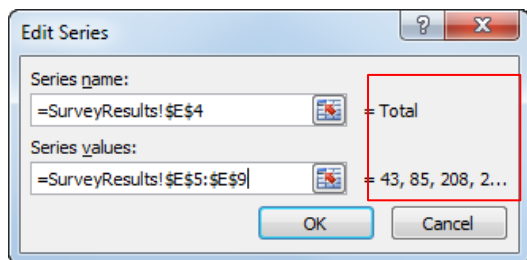 Edit Series
Series name:
=SurveyResults!$E$4 = Total
Series values:
=SurveyResults!$E$5:$E$9 = 43, 85, 208, 2...
OK Cancel